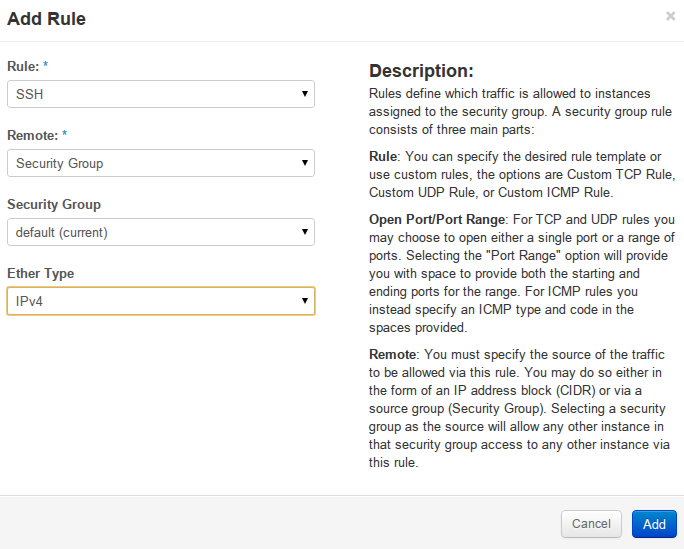 Add Rule
×
Rule: *
SSH
Remote: *
Security Group
Security Group
default (current)
Ether Type
IPv4
Description:
Rules define which traffic is allowed to instances
assigned to the security group. A security group rule
consists of three main parts:
Rule: You can specify the desired rule template or
use custom rules, the options are Custom TCP Rule,
Custom UDP Rule, or Custom ICMP Rule.
Open Port/Port Range: For TCP and UDP rules you
may choose to open either a single port or a range of
ports. Selecting the "Port Range" option will provide
you with space to provide both the starting and
ending ports for the range. For ICMP rules you
instead specify an ICMP type and code in the
spaces provided.
Remote: You must specify the source of the traffic
to be allowed via this rule. You may do so either in
the form of an IP address block (CIDR) or via a
source group (Security Group). Selecting a security
group as the source will allow any other instance in
that security group access to any other instance via
this rule.
Cancel
Add